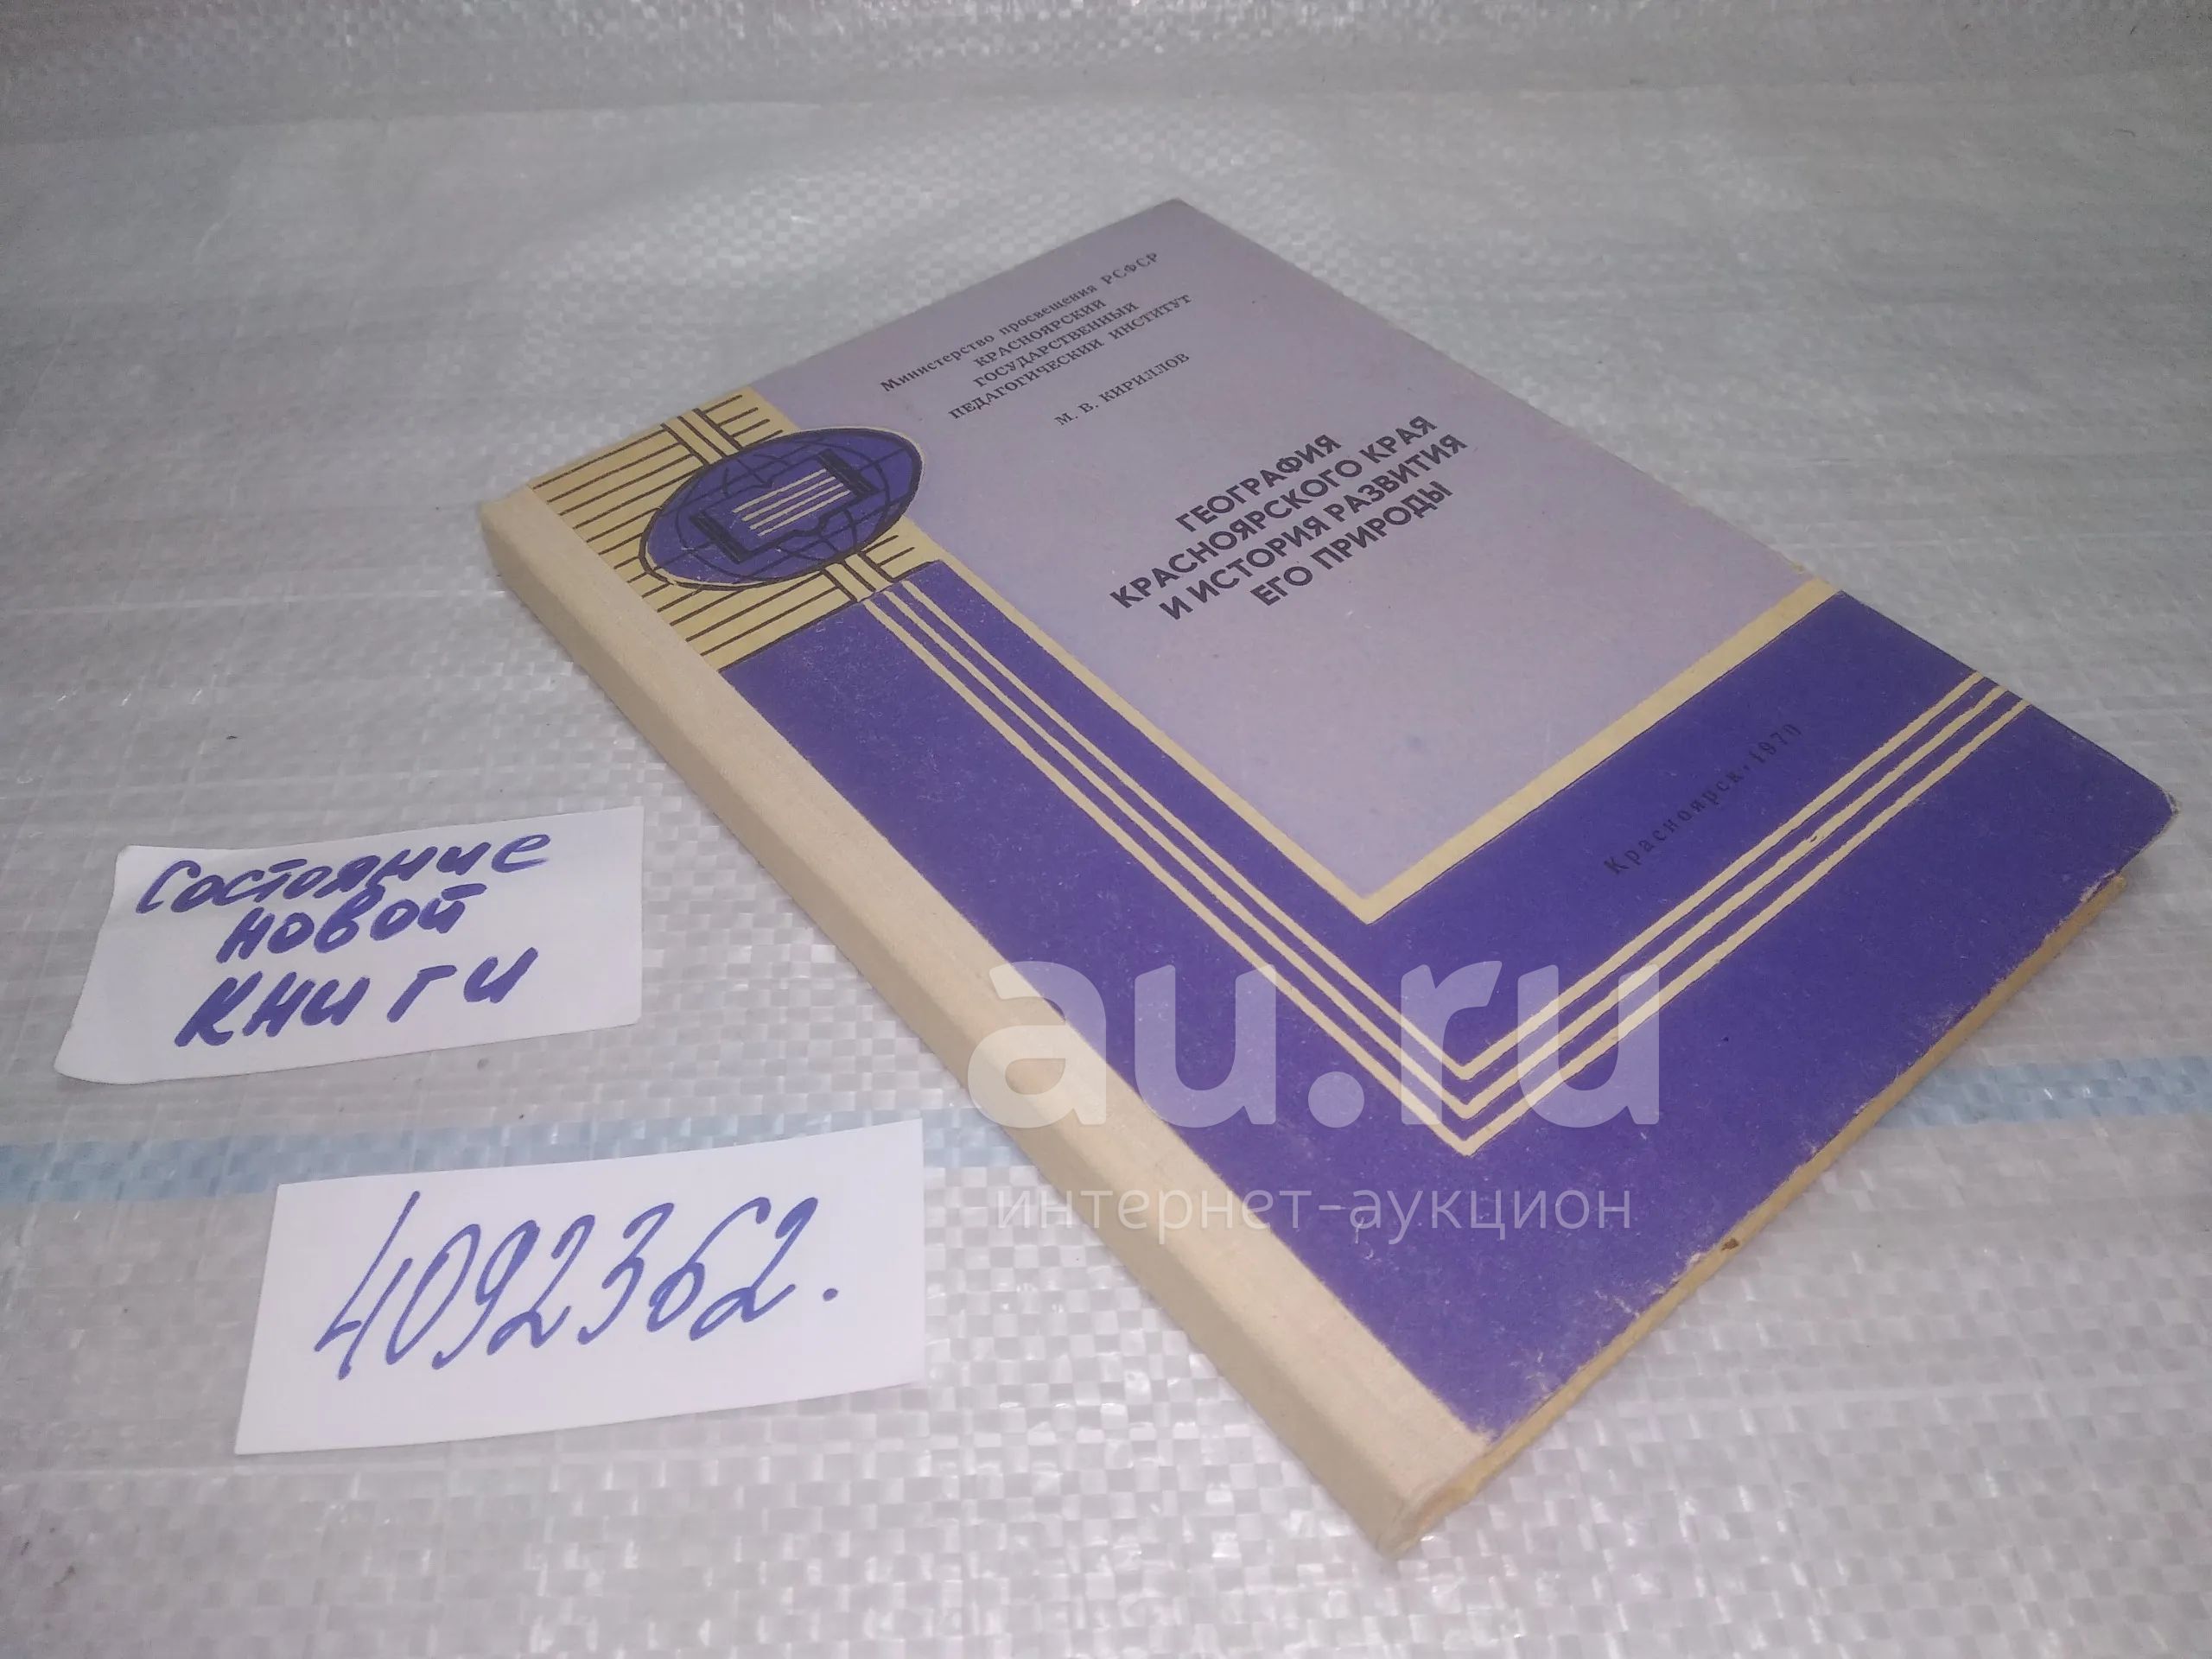 Министерство просвещения РСФСР
КРАСНОЯРСКИЙ
ГОСУДАРСТВЕННЫЙ
ПЕДАГОГИЧЕСКИЙ ИНСТИТУТ
М. В. КИРИЛЛОВ
ГЕОГРАФИЯ
КРАСНОЯРСКОГО КРАЯ
И ИСТОРИЯ РАЗВИТИЯ
ЕГО ПРИРОДЫ
Красноярск · 1970
Состояние
новой
книги
4092362.
au.ru
интернет-аукцион